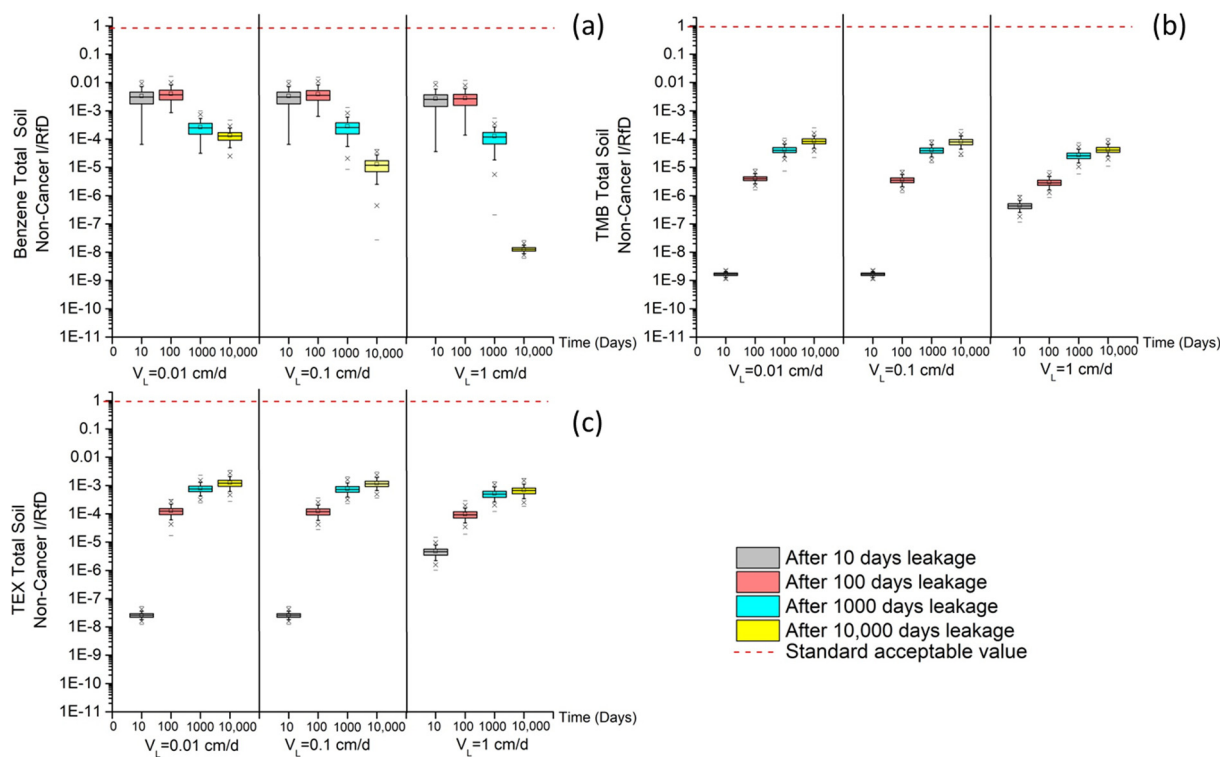 (a)
Benzene Total Soil
Non-Cancer I/RfD
1
0.1
0.01
1E-3
1E-4
1E-5
1E-6
1E-7
1E-8
1E-9
1E-10
1E-11
0 10 100 1000 10,000 10 100 1000 10,000 10 100 1000 10,000 Time (Days)
V_L=0.01 cm/d V_L=0.1 cm/d V_L=1 cm/d
(b)
TMB Total Soil
Non-Cancer I/RfD
1
0.1
0.01
1E-3
1E-4
1E-5
1E-6
1E-7
1E-8
1E-9
1E-10
1E-11
0 10 100 1000 10,000 10 100 1000 10,000 10 100 1000 10,000 Time (Days)
V_L=0.01 cm/d V_L=0.1 cm/d V_L=1 cm/d
(c)
TEX Total Soil
Non-Cancer I/RfD
1
0.1
0.01
1E-3
1E-4
1E-5
1E-6
1E-7
1E-8
1E-9
1E-10
1E-11
0 10 100 1000 10,000 10 100 1000 10,000 10 100 1000 10,000 Time (Days)
V_L=0.01 cm/d V_L=0.1 cm/d V_L=1 cm/d
After 10 days leakage
After 100 days leakage
After 1000 days leakage
After 10,000 days leakage
Standard acceptable value